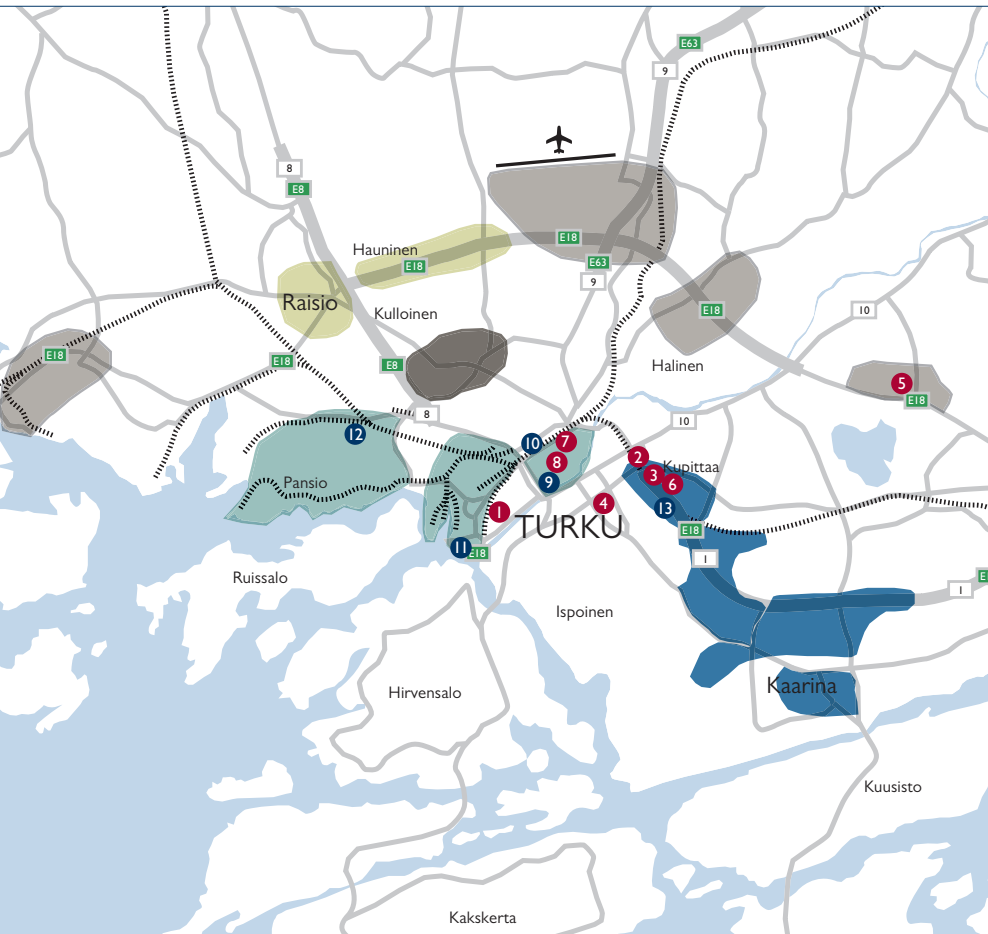 E63
9
8
E8
Hauninen
E18
E18
E63
9
Raisio
Kulloinen
E18
10
E18
E18
E8
Halinen
5
E18
8
10
12
10
7
8
9
2
3
Kupittaa
6
Pansio
1
4
13
TURKU
E18
11
E18
1
Ruissalo
1
Ispoinen
Hirvensalo
Kaarina
Kuusisto
Kakskerta